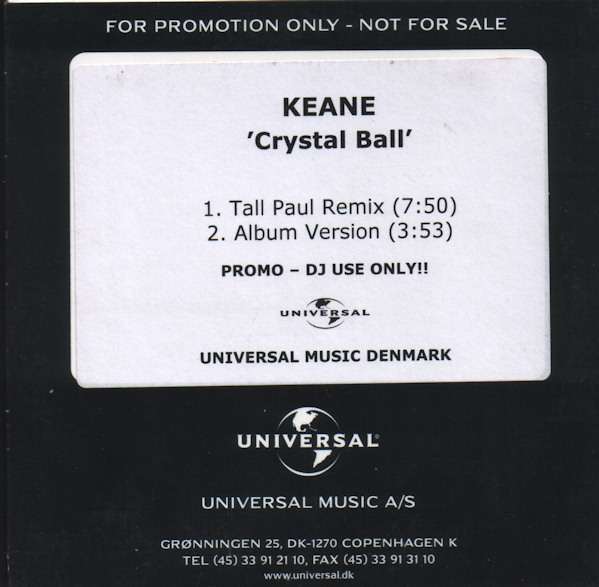 FOR PROMOTION ONLY - NOT FOR SALE
KEANE
'Crystal Ball'
1. Tall Paul Remix (7:50)
2. Album Version (3:53)
PROMO – DJ USE ONLY!!
UNIVERSAL
UNIVERSAL MUSIC DENMARK
UNIVERSAL®
UNIVERSAL MUSIC A/S
GRØNNINGEN 25, DK-1270 COPENHAGEN K
TEL (45) 33 91 21 10, FAX (45) 33 91 31 10
www.universal.dk